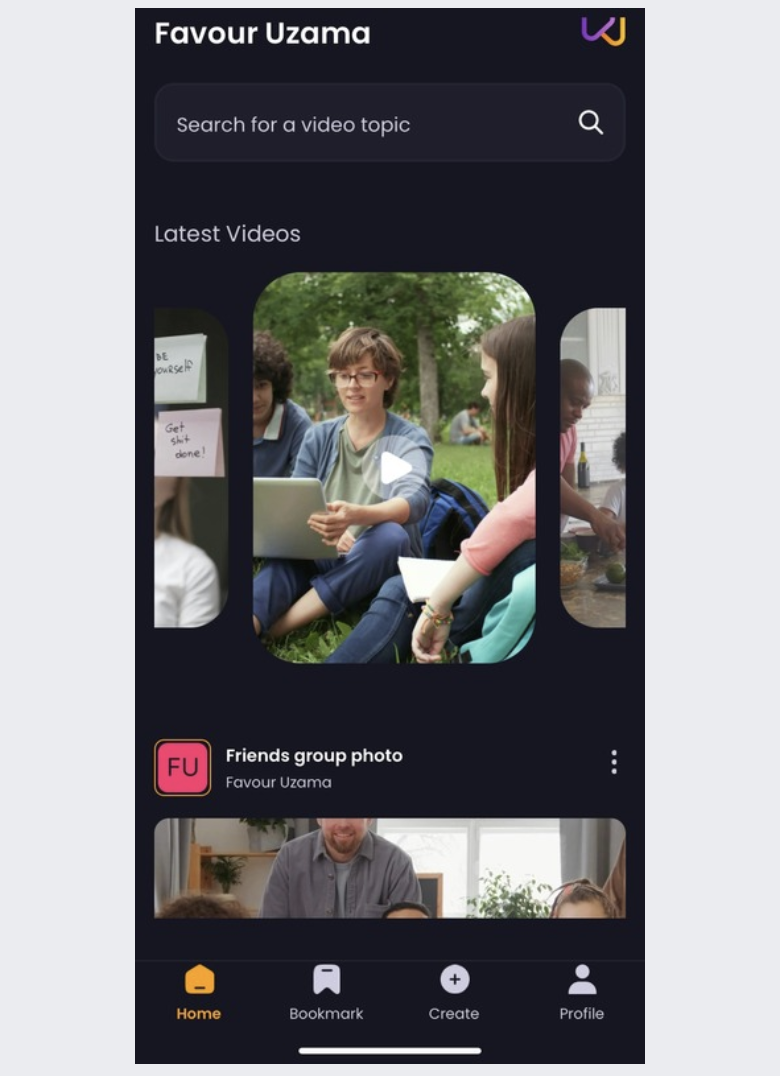 Favour Uzama
Search for a video topic
Latest Videos
BE
YOURSELF
Get
shit
done!
FU
Friends group photo
Favour Uzama
Home
Bookmark
Create
Profile